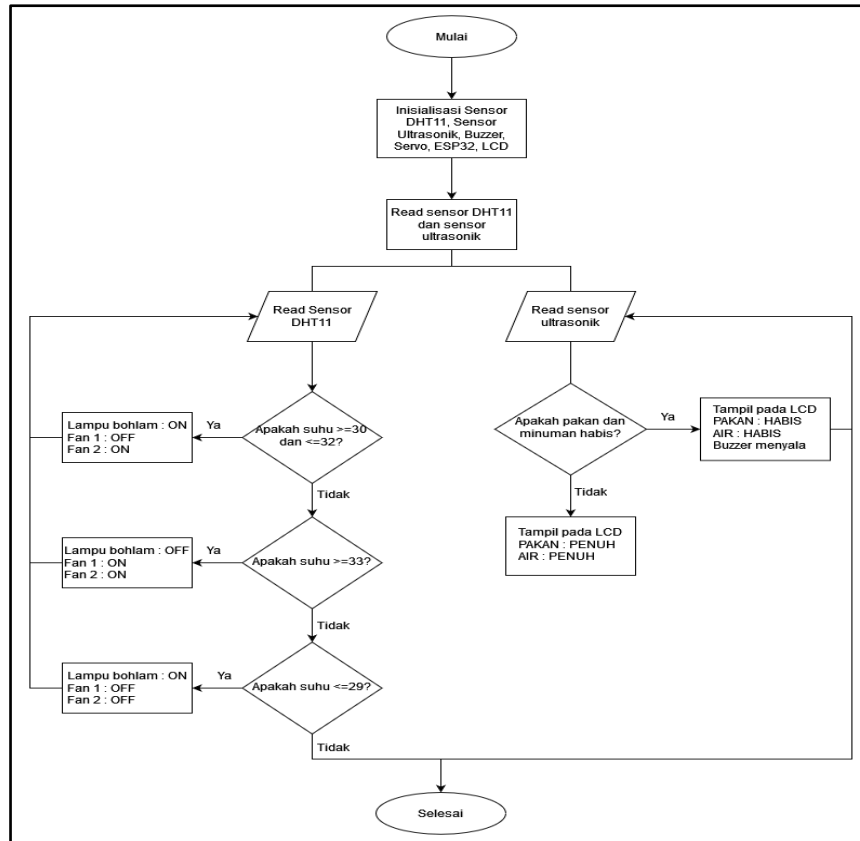 Mulai
Inisialisasi Sensor
DHT11, Sensor
Ultrasonik, Buzzer,
Servo, ESP32, LCD
Read sensor DHT11
dan sensor
ultrasonik
Read Sensor
DHT11
Read sensor
ultrasonik
Lampu bohlam : ON
Fan 1 : OFF
Fan 2 : ON
Ya
Apakah suhu >=30
dan <=32?
Tidak
Apakah pakan dan
minuman habis?
Ya
Tampil pada LCD
PAKAN : HABIS
AIR : HABIS
Buzzer menyala
Tidak
Tampil pada LCD
PAKAN : PENUH
AIR : PENUH
Lampu bohlam : OFF
Fan 1 : ON
Fan 2 : ON
Ya
Apakah suhu >=33?
Tidak
Lampu bohlam : ON
Fan 1 : OFF
Fan 2 : OFF
Ya
Apakah suhu <=29?
Tidak
Selesai